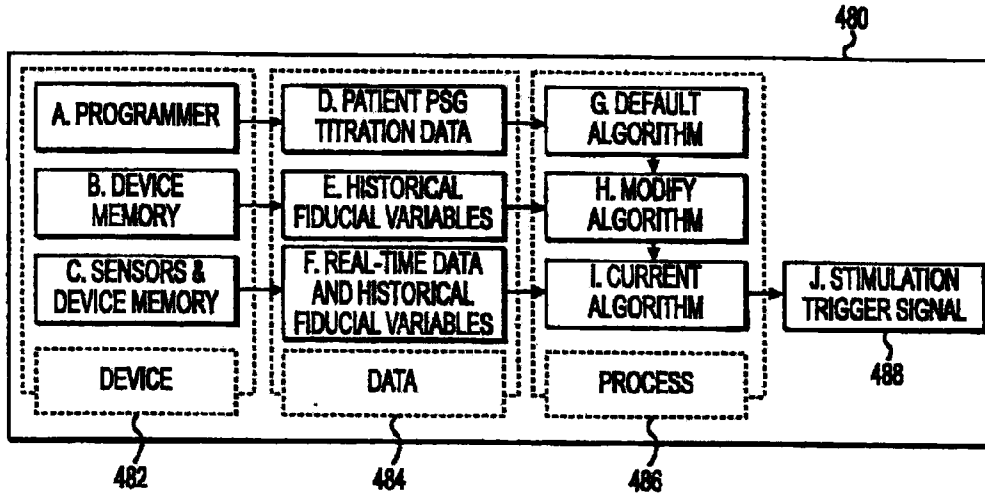 480
A. PROGRAMMER
D. PATIENT PSG
TITRATION DATA
G. DEFAULT
ALGORITHM
B. DEVICE
MEMORY
E. HISTORICAL
FIDUCIAL VARIABLES
H. MODIFY
ALGORITHM
C. SENSORS &
DEVICE MEMORY
F. REAL-TIME DATA
AND HISTORICAL
FIDUCIAL VARIABLES
I. CURRENT
ALGORITHM
J. STIMULATION
TRIGGER SIGNAL
488
DEVICE
DATA
PROCESS
482
484
486